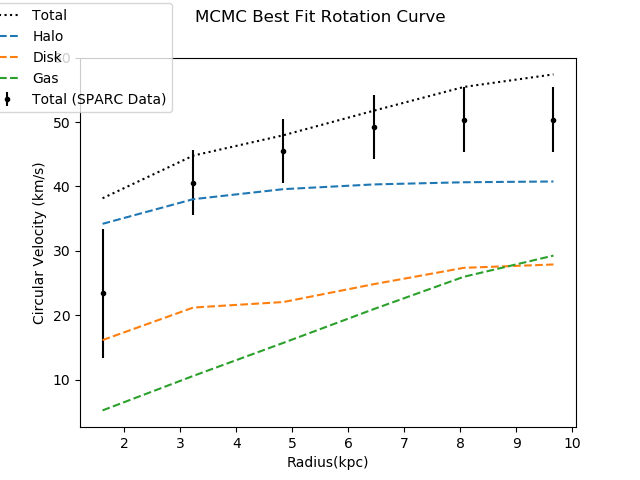 MCMC Best Fit Rotation Curve
Total
Halo
Disk
Gas
Total (SPARC Data)
60
50
40
30
20
10
Circular Velocity (km/s)
2 3 4 5 6 7 8 9 10
Radius(kpc)